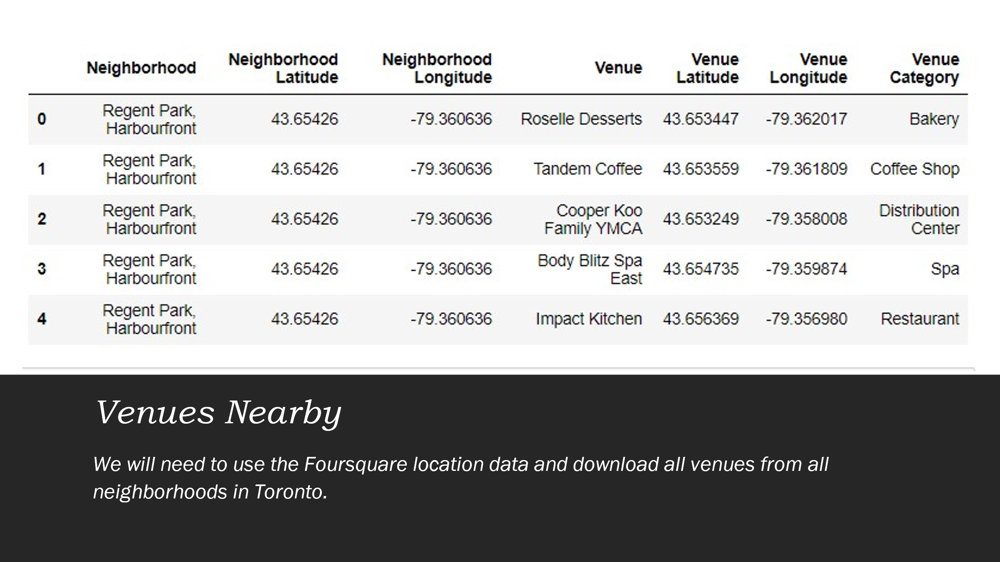 Neighborhood Neighborhood Latitude Neighborhood Longitude Venue Venue Latitude Venue Longitude Venue Category
0 Regent Park, Harbourfront 43.65426 -79.360636 Roselle Desserts 43.653447 -79.362017 Bakery
1 Regent Park, Harbourfront 43.65426 -79.360636 Tandem Coffee 43.653559 -79.361809 Coffee Shop
2 Regent Park, Harbourfront 43.65426 -79.360636 Cooper Koo Family YMCA 43.653249 -79.358008 Distribution Center
3 Regent Park, Harbourfront 43.65426 -79.360636 Body Blitz Spa East 43.654735 -79.359874 Spa
4 Regent Park, Harbourfront 43.65426 -79.360636 Impact Kitchen 43.656369 -79.356980 Restaurant
Venues Nearby
We will need to use the Foursquare location data and download all venues from all
neighborhoods in Toronto.